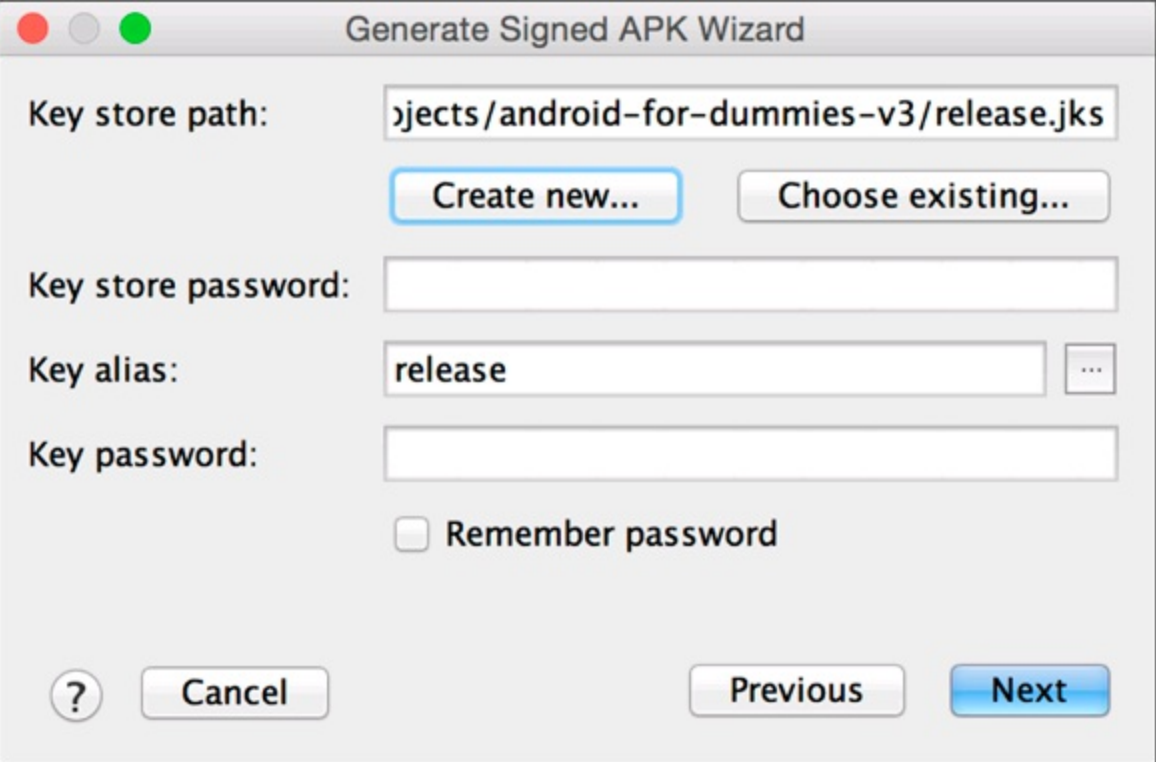 Generate Signed APK Wizard
Key store path: ojects/android-for-dummies-v3/release.jks
Create new... Choose existing...
Key store password:
Key alias: release ...
Key password:
Remember password
? Cancel Previous Next